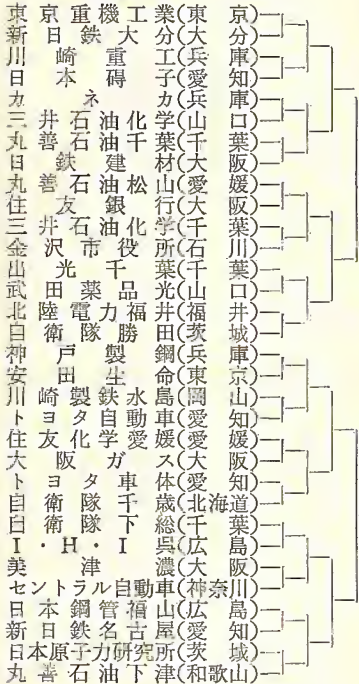 東京重機工業(東京)
新日鉄大分(大分)
川崎重工(兵庫)
日本碍子(愛知)
カネカ(兵庫)
三井石油化学(山口)
丸善石油千葉(千葉)
日鉄建材(大阪)
丸善石油松山(愛媛)
住友銀行(大阪)
三井石油化学(千葉)
金沢市役所(石川)
出光千葉(千葉)
武田薬品光(山口)
北陸電力福井(福井)
自衛隊勝田(茨城)
神戸製鋼(兵庫)
安田生命(東京)
川崎製鉄水島(岡山)
トヨタ自動車(愛知)
住友化学愛媛(愛媛)
大阪ガス(大阪)
トヨタ車体(愛知)
自衛隊千歳(北海道)
自衛隊下総(千葉)
I・H・I呉(広島)
美津濃(大阪)
セントラル自動車(神奈川)
日本鋼管福山(広島)
新日鉄名古屋(愛知)
日本原子力研究所(茨城)
丸善石油下津(和歌山)